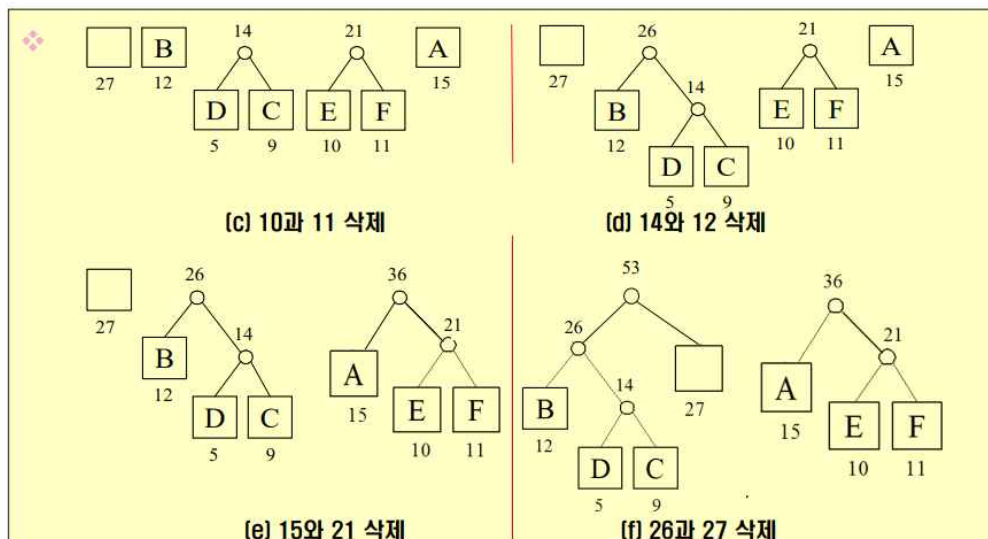 14 21
B A
27 12 15
D C E F
5 9 10 11
(c) 10과 11 삭제
26 21
14 A
27 15
B E F
12 10 11
D C
5 9
(d) 14와 12 삭제
26 36
27 14 21
B A
12 15
D C E F
5 9 10 11
(e) 15와 21 삭제
53 36
26 21
14 A
B 27 15
12 E F
D C 10 11
5 9
(f) 26과 27 삭제